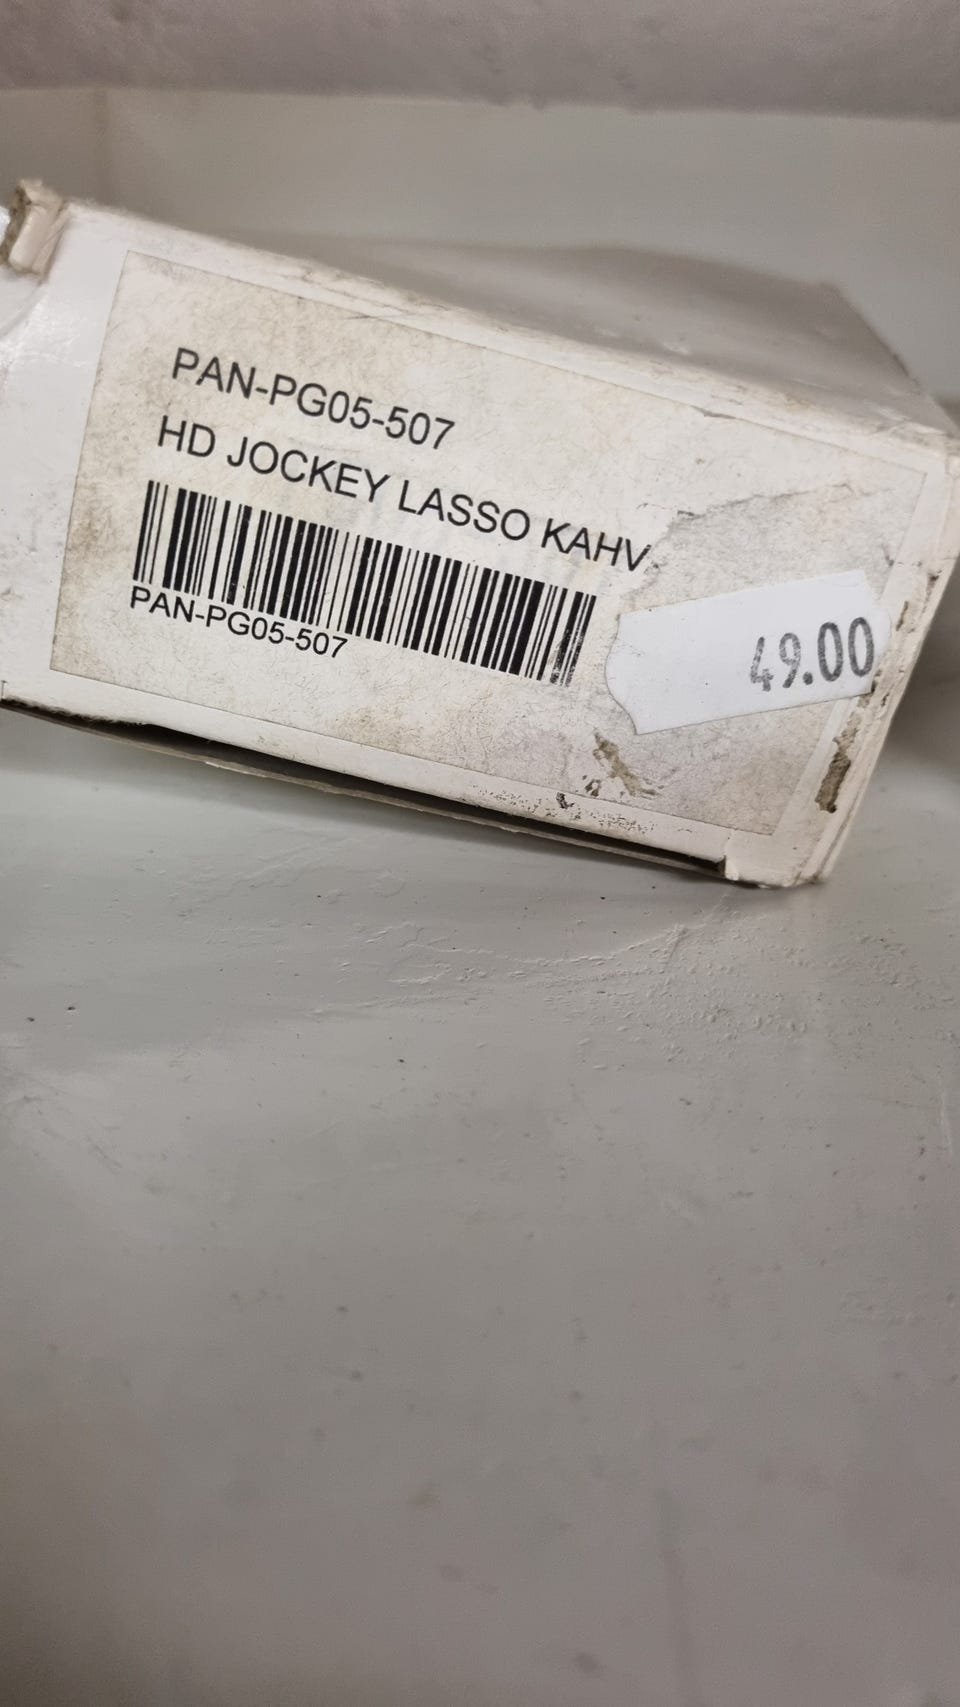 PAN-PG05-507
HD JOCKEY LASSO KAHV
PAN-PG05-507
49.00